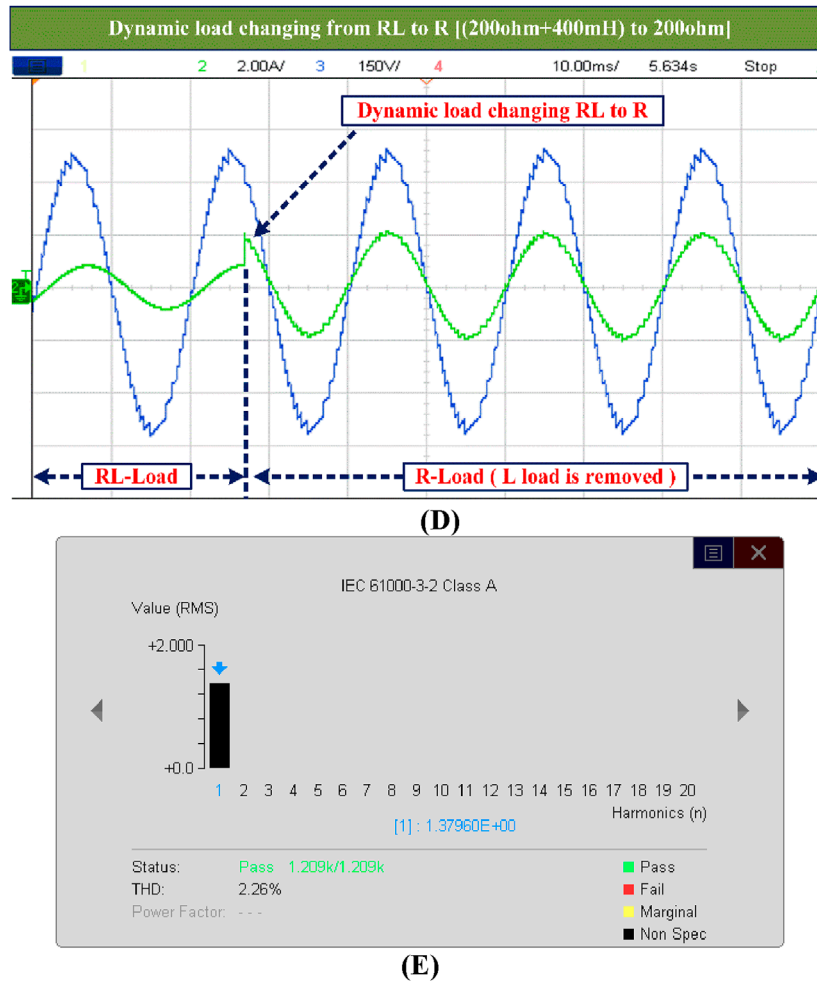 Dynamic load changing from RL to R [(200ohm+400mH) to 200ohm]
1 2 2.00A/ 3 150V/ 4 10.00ms/ 5.634s Stop
Dynamic load changing RL to R
T
RL-Load
R-Load ( L load is removed )
(D)
IEC 61000-3-2 Class A
Value (RMS)
+2.000
+0.0
1 2 3 4 5 6 7 8 9 10 11 12 13 14 15 16 17 18 19 20
Harmonics (n)
[1] : 1.37960E+00
Status: Pass 1.209k/1.209k
THD: 2.26%
Power Factor: - - -
Pass
Fail
Marginal
Non Spec
(E)